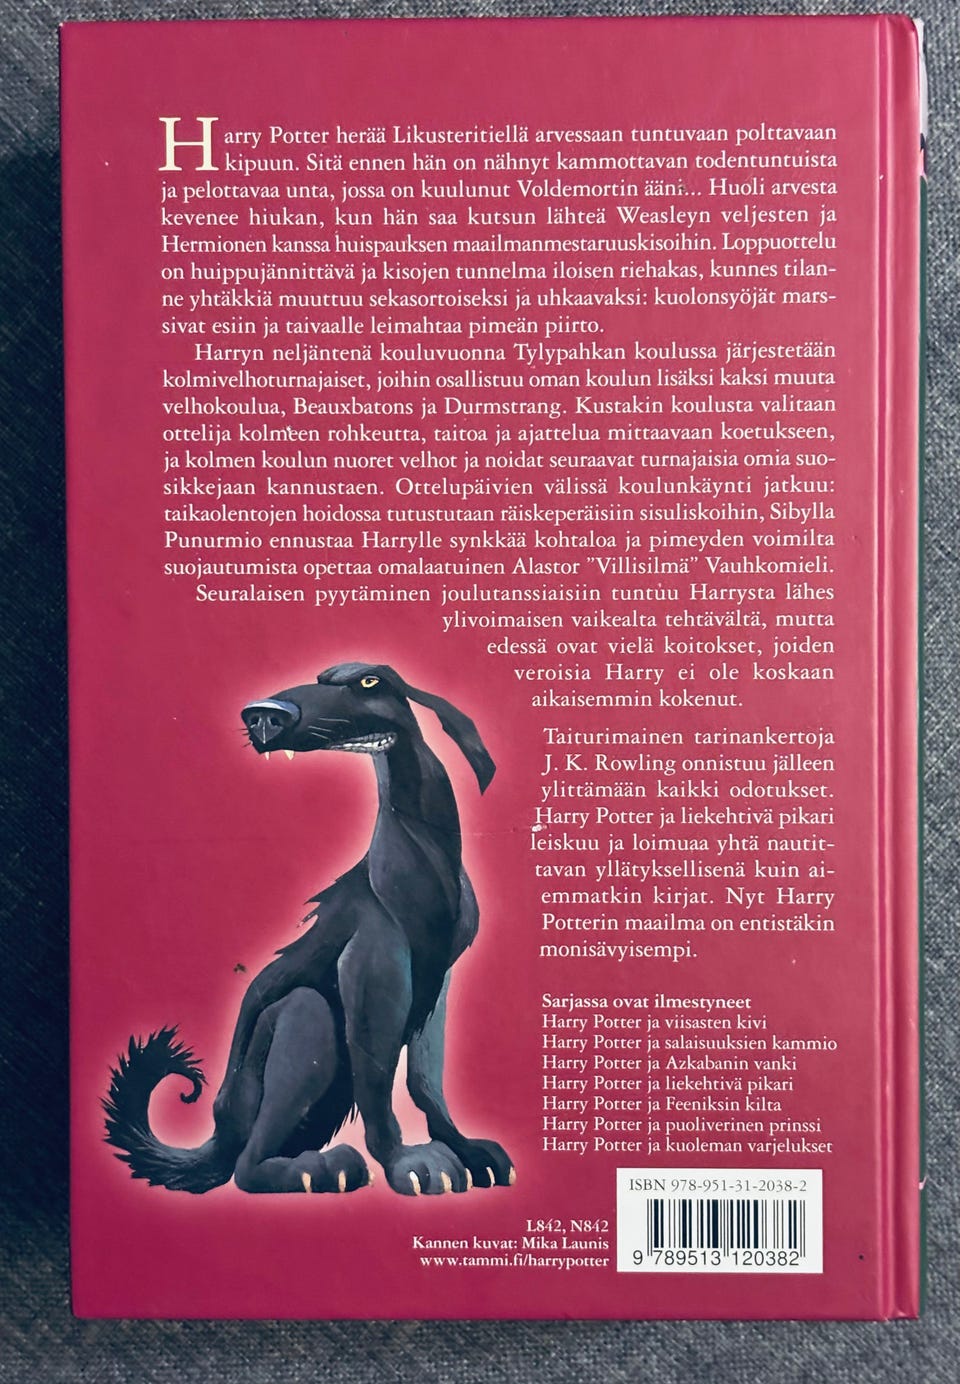 Harry Potter herää Likusteritiellä arvessaan tuntuvaan polttavaan
kipuun. Sitä ennen hän on nähnyt kammottavan todentuntuista
ja pelottavaa unta, jossa on kuulunut Voldemortin ääni... Huoli arvesta
kevenee hiukan, kun hän saa kutsun lähteä Weasleyn veljesten ja
Hermionen kanssa huispauksen maailmanmestaruuskisoihin. Loppuottelu
on huippujännittävä ja kisojen tunnelma iloisen riehakas, kunnes tilan-
ne yhtäkkiä muuttuu sekasortoiseksi ja uhkaavaksi: kuolonsyöjät mars-
sivat esiin ja taivaalle leimahtaa pimeän piirto.
Harryn neljäntenä kouluvuonna Tylypahkan koulussa järjestetään
kolmivelhoturnajaiset, joihin osallistuu oman koulun lisäksi kaksi muuta
velhokoulua, Beauxbatons ja Durmstrang. Kustakin koulusta valitaan
ottelija kolmeen rohkeutta, taitoa ja ajattelua mittaavaan koetukseen,
ja kolmen koulun nuoret velhot ja noidat seuraavat turnajaisia omia suo-
sikkejaan kannustaen. Ottelupäivien välissä koulunkäynti jatkuu:
taikaolentojen hoidossa tutustutaan räiskeperäisiin sisuliskoihin, Sibylla
Punurmio ennustaa Harrylle synkkää kohtaloa ja pimeyden voimilta
suojautumista opettaa omalaatuinen Alastor ”Villisilmä” Vauhkomieli.
Seuralaisen pyytäminen joulutanssiaisiin tuntuu Harrysta lähes
ylivoimaisen vaikealta tehtävältä, mutta
edessä ovat vielä koitokset, joiden
veroisia Harry ei ole koskaan
aikaisemmin kokenut.
Taiturimainen tarinankertoja
J. K. Rowling onnistuu jälleen
ylittämään kaikki odotukset.
Harry Potter ja liekehtivä pikari
leiskuu ja loimuaa yhtä nautit-
tavan yllätyksellisenä kuin ai-
emmatkin kirjat. Nyt Harry
Potterin maailma on entistäkin
monisävyisempi.
Sarjassa ovat ilmestyneet
Harry Potter ja viisasten kivi
Harry Potter ja salaisuuksien kammio
Harry Potter ja Azkabanin vanki
Harry Potter ja liekehtivä pikari
Harry Potter ja Feeniksin kilta
Harry Potter ja puoliverinen prinssi
Harry Potter ja kuoleman varjelukset
ISBN 978-951-31-2038-2
9 789513 120382
L842, N842
Kannen kuvat: Mika Launis
www.tammi.fi/harrypotter